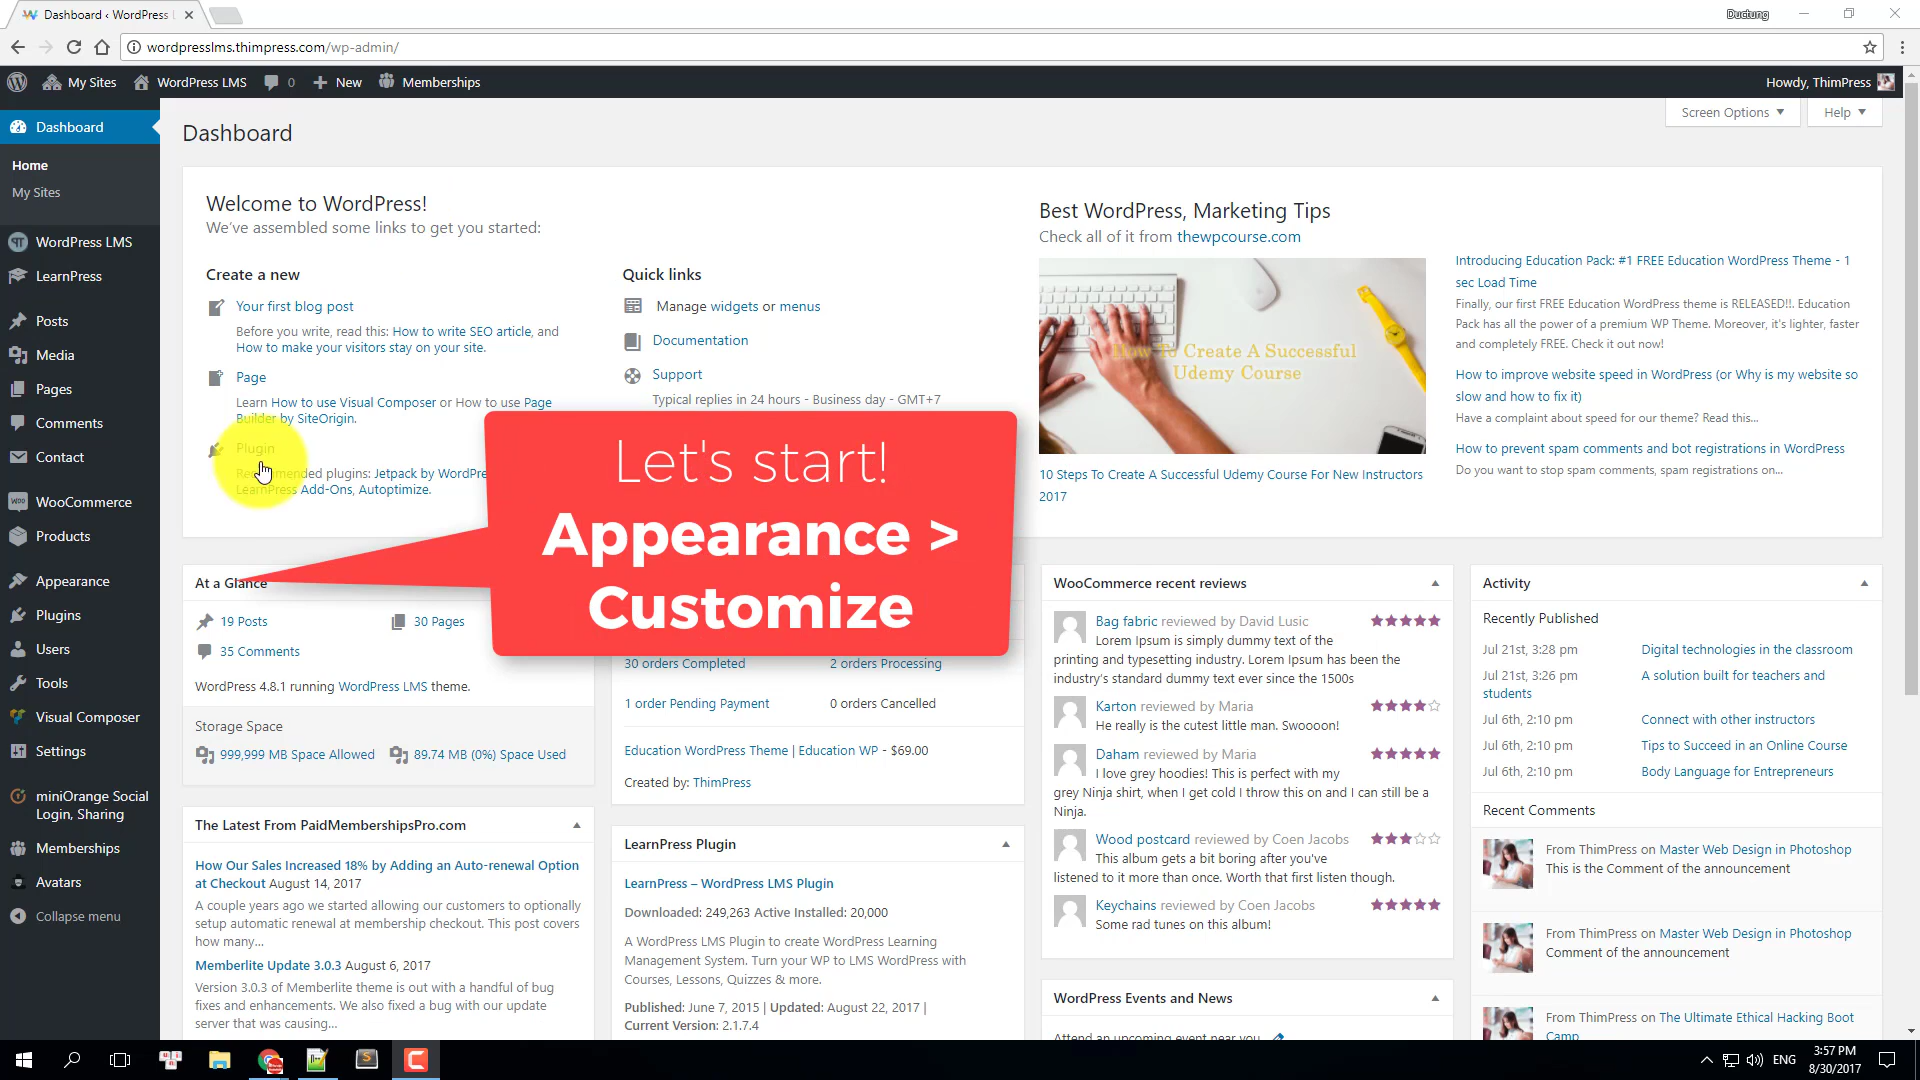 Dashboard ‹ WordPress L
Ductung
wordpresslms.thimpress.com/wp-admin/
My Sites
WordPress LMS
0
New
Memberships
Howdy, ThimPress
Dashboard
Home
My Sites
WordPress LMS
LearnPress
Posts
Media
Pages
Comments
Contact
WooCommerce
Products
Appearance
Plugins
Users
Tools
Visual Composer
Settings
miniOrange Social
Login, Sharing
Memberships
Avatars
Collapse menu
Screen Options
Help
Dashboard
Welcome to WordPress!
We've assembled some links to get you started:
Create a new
Your first blog post
Before you write, read this: How to write SEO article, and
How to make your visitors stay on your site.
Page
Learn How to use Visual Composer or How to use Page
Builder by SiteOrigin.
Plugin
Recommended plugins: Jetpack by WordPre
LearnPress Add-Ons, Autoptimize.
Quick links
Manage widgets or menus
Documentation
Support
Typical replies in 24 hours - Business day - GMT+7
Let's start!
Appearance >
Customize
Best WordPress, Marketing Tips
Check all of it from thewpcourse.com
How To Create A Successful
Udemy Course
10 Steps To Create A Successful Udemy Course For New Instructors
2017
Introducing Education Pack: #1 FREE Education WordPress Theme - 1
sec Load Time
Finally, our first FREE Education WordPress theme is RELEASED!!. Education
Pack has all the power of a premium WP Theme. Moreover, it's lighter, faster
and completely FREE. Check it out now!
How to improve website speed in WordPress (or Why is my website so
slow and how to fix it)
Have a complaint about speed for our theme? Read this...
How to prevent spam comments and bot registrations in WordPress
Do you want to stop spam comments, spam registrations on...
At a Glance
19 Posts
30 Pages
35 Comments
WordPress 4.8.1 running WordPress LMS theme.
Storage Space
999,999 MB Space Allowed
89.74 MB (0%) Space Used
The Latest From PaidMembershipsPro.com
How Our Sales Increased 18% by Adding an Auto-renewal Option
at Checkout August 14, 2017
A couple years ago we started allowing our customers to optionally
setup automatic renewal at membership checkout. This post covers
how many...
Memberlite Update 3.0.3 August 6, 2017
Version 3.0.3 of Memberlite theme is out with a handful of bug
fixes and enhancements. We also fixed a bug with our update
server that was causing...
30 orders Completed
2 orders Processing
1 order Pending Payment
0 orders Cancelled
Education WordPress Theme | Education WP - $69.00
Created by: ThimPress
LearnPress Plugin
LearnPress – WordPress LMS Plugin
Downloaded: 249,263 Active Installed: 20,000
A WordPress LMS Plugin to create WordPress Learning
Management System. Turn your WP to LMS WordPress with
Courses, Lessons, Quizzes & more.
Published: June 7, 2015 | Updated: August 22, 2017 |
Current Version: 2.1.7.4
WooCommerce recent reviews
Bag fabric reviewed by David Lusic
Lorem Ipsum is simply dummy text of the
printing and typesetting industry. Lorem Ipsum has been the
industry's standard dummy text ever since the 1500s
Karton reviewed by Maria
He really is the cutest little man. Swoooon!
Daham reviewed by Maria
I love grey hoodies! This is perfect with my
grey Ninja shirt, when I get cold I throw this on and I can still be a
Ninja.
Wood postcard reviewed by Coen Jacobs
This album gets a bit boring after you've
listened to it more than once. Worth that first listen though.
Keychains reviewed by Coen Jacobs
Some rad tunes on this album!
WordPress Events and News
Attend an upcoming event near you.
Activity
Recently Published
Jul 21st, 3:28 pm Digital technologies in the classroom
Jul 21st, 3:26 pm A solution built for teachers and
students
Jul 6th, 2:10 pm Connect with other instructors
Jul 6th, 2:10 pm Tips to Succeed in an Online Course
Jul 6th, 2:10 pm Body Language for Entrepreneurs
Recent Comments
From ThimPress on Master Web Design in Photoshop
This is the Comment of the announcement
From ThimPress on Master Web Design in Photoshop
Comment of the announcement
From ThimPress on The Ultimate Ethical Hacking Boot
Camp
ENG
3:57 PM
8/30/2017